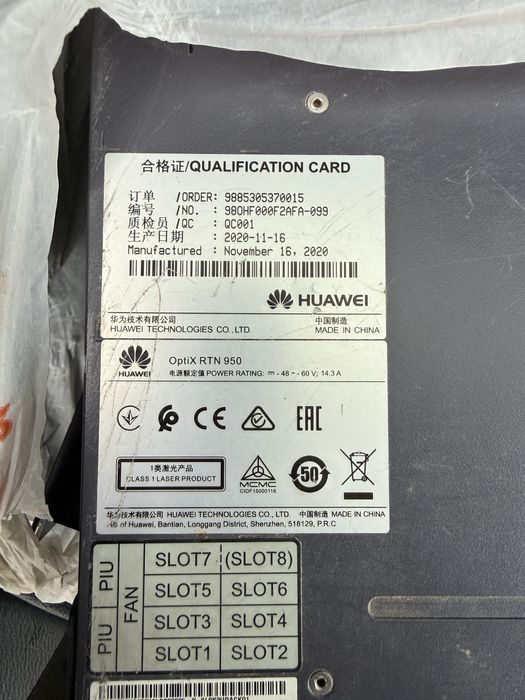 合格证/QUALIFICATION CARD
订单 /ORDER: 9885305370015
编号 /NO. : 980HF000F2AFA-099
质检员 /QC : QC001
生产日期 : 2020-11-16
Manufactured : November 16, 2020
HUAWEI
华为技术有限公司 中国制造
HUAWEI TECHNOLOGIES CO., LTD. MADE IN CHINA
HUAWEI
OptiX RTN 950
电源额定值 POWER RATING: ⎓ -48 ~ -60 V; 14.3 A
CE EAC
1类激光产品
CLASS 1 LASER PRODUCT
MCMC
CIDF15000116
50
华为技术有限公司 HUAWEI TECHNOLOGIES CO., LTD. 中国制造 MADE IN CHINA
of Huawei, Bantian, Longgang District, Shenzhen, 518129, P.R.C
PIU PIU
FAN
SLOT7 (SLOT8)
SLOT5 SLOT6
SLOT3 SLOT4
SLOT1 SLOT2